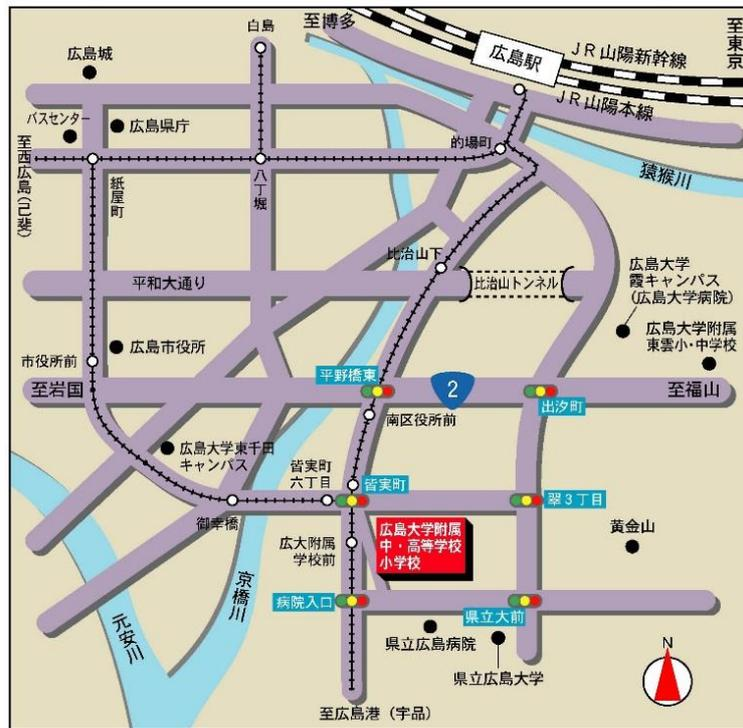 白島
至博多
広島駅
JR山陽新幹線
至東京
広島城
JR山陽本線
バスセンター
広島県庁
的場町
至西広島(己斐)
紙屋町
八丁堀
猿猴川
比治山下
平和大通り
比治山トンネル
広島大学
霞キャンパス
(広島大学病院)
広島大学附属
東雲小・中学校
広島市役所
市役所前
平野橋東
至岩国
2
至福山
出汐町
南区役所前
広島大学東千田
キャンパス
皆実町
六丁目
皆実町
翠3丁目
御幸橋
広島大学附属
中・高等学校
小学校
黄金山
広大附属
学校前
京橋川
元安川
病院入口
県立大前
県立広島病院
県立広島大学
N
至広島港(宇品)